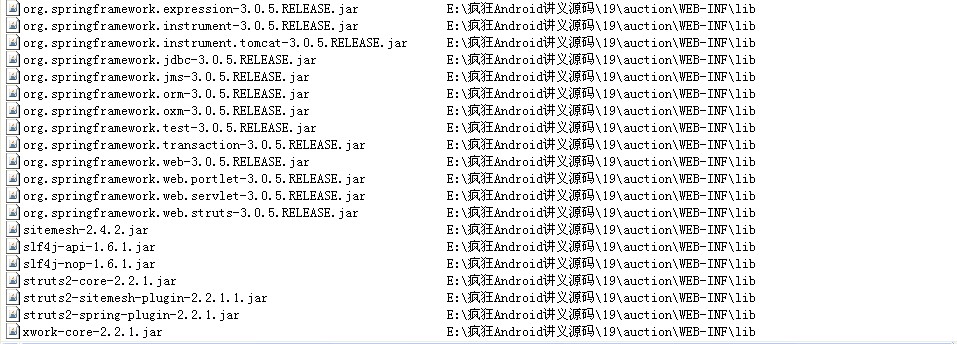 org.springframework.expression-3.0.5.RELEASE.jar E:\疯狂Android讲义源码\19\auction\WEB-INF\lib
org.springframework.instrument-3.0.5.RELEASE.jar E:\疯狂Android讲义源码\19\auction\WEB-INF\lib
org.springframework.instrument.tomcat-3.0.5.RELEASE.jar E:\疯狂Android讲义源码\19\auction\WEB-INF\lib
org.springframework.jdbc-3.0.5.RELEASE.jar E:\疯狂Android讲义源码\19\auction\WEB-INF\lib
org.springframework.jms-3.0.5.RELEASE.jar E:\疯狂Android讲义源码\19\auction\WEB-INF\lib
org.springframework.orm-3.0.5.RELEASE.jar E:\疯狂Android讲义源码\19\auction\WEB-INF\lib
org.springframework.oxm-3.0.5.RELEASE.jar E:\疯狂Android讲义源码\19\auction\WEB-INF\lib
org.springframework.test-3.0.5.RELEASE.jar E:\疯狂Android讲义源码\19\auction\WEB-INF\lib
org.springframework.transaction-3.0.5.RELEASE.jar E:\疯狂Android讲义源码\19\auction\WEB-INF\lib
org.springframework.web-3.0.5.RELEASE.jar E:\疯狂Android讲义源码\19\auction\WEB-INF\lib
org.springframework.web.portlet-3.0.5.RELEASE.jar E:\疯狂Android讲义源码\19\auction\WEB-INF\lib
org.springframework.web.servlet-3.0.5.RELEASE.jar E:\疯狂Android讲义源码\19\auction\WEB-INF\lib
org.springframework.web.struts-3.0.5.RELEASE.jar E:\疯狂Android讲义源码\19\auction\WEB-INF\lib
sitemesh-2.4.2.jar E:\疯狂Android讲义源码\19\auction\WEB-INF\lib
slf4j-api-1.6.1.jar E:\疯狂Android讲义源码\19\auction\WEB-INF\lib
slf4j-nop-1.6.1.jar E:\疯狂Android讲义源码\19\auction\WEB-INF\lib
struts2-core-2.2.1.jar E:\疯狂Android讲义源码\19\auction\WEB-INF\lib
struts2-sitemesh-plugin-2.2.1.1.jar E:\疯狂Android讲义源码\19\auction\WEB-INF\lib
struts2-spring-plugin-2.2.1.jar E:\疯狂Android讲义源码\19\auction\WEB-INF\lib
xwork-core-2.2.1.jar E:\疯狂Android讲义源码\19\auction\WEB-INF\lib